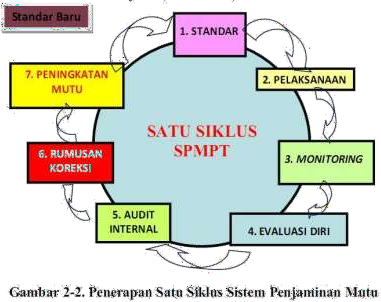 Standar Baru
1. STANDAR
2. PELAKSANAAN
3. MONITORING
4. EVALUASI DIRI
5. AUDIT
INTERNAL
6. RUMUSAN
KOREKSI
7. PENINGKATAN
MUTU
SATU SIKLUS
SPMPT
Gambar 2-2. Penerapan Satu Siklus Sistem Penjaminan Mutu